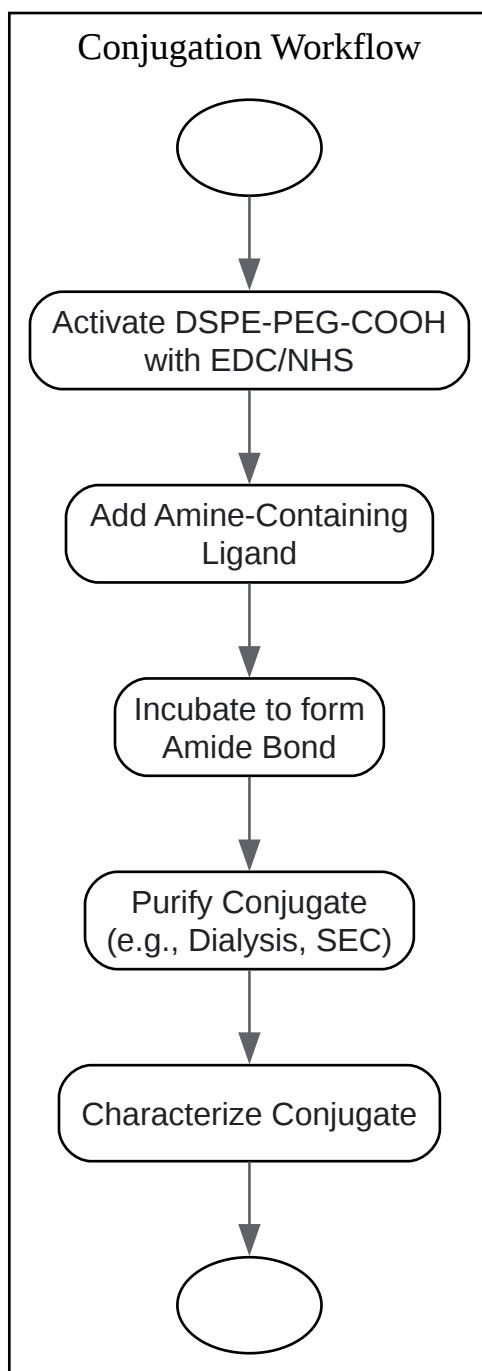 Conjugation Workflow
Activate DSPE-PEG-COOH
with EDC/NHS
Add Amine-Containing
Ligand
Incubate to form
Amide Bond
Purify Conjugate
(e.g., Dialysis, SEC)
Characterize Conjugate